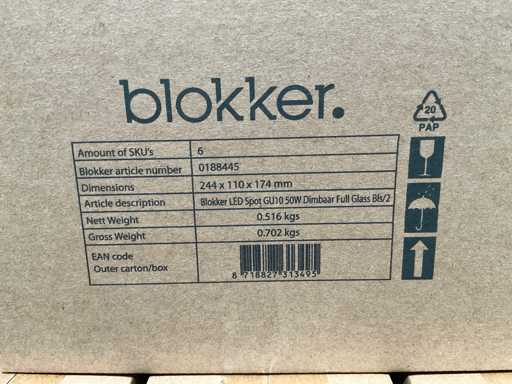 blokker.
20
PAP
Amount of SKU's 6
Blokker article number 0188445
Dimensions 244 x 110 x 174 mm
Article description Blokker LED Spot GU10 50W Dimbaar Full Glass Bls/2
Nett Weight 0.516 kgs
Gross Weight 0.702 kgs
EAN code
Outer carton/box
8 718827 313495